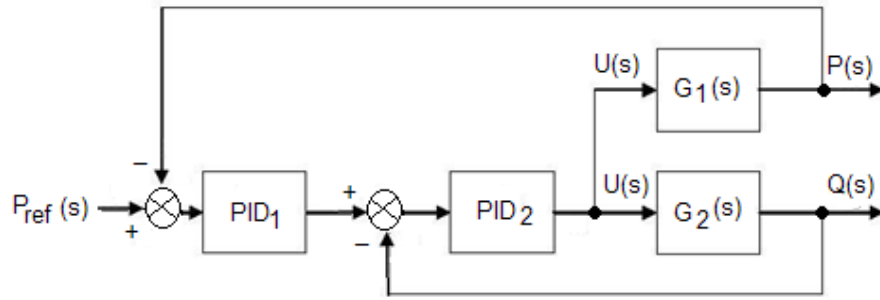 U(s)
G1(s)
P(s)
−
Pref (s)
+
PID1
+
−
PID2
U(s)
G2(s)
Q(s)